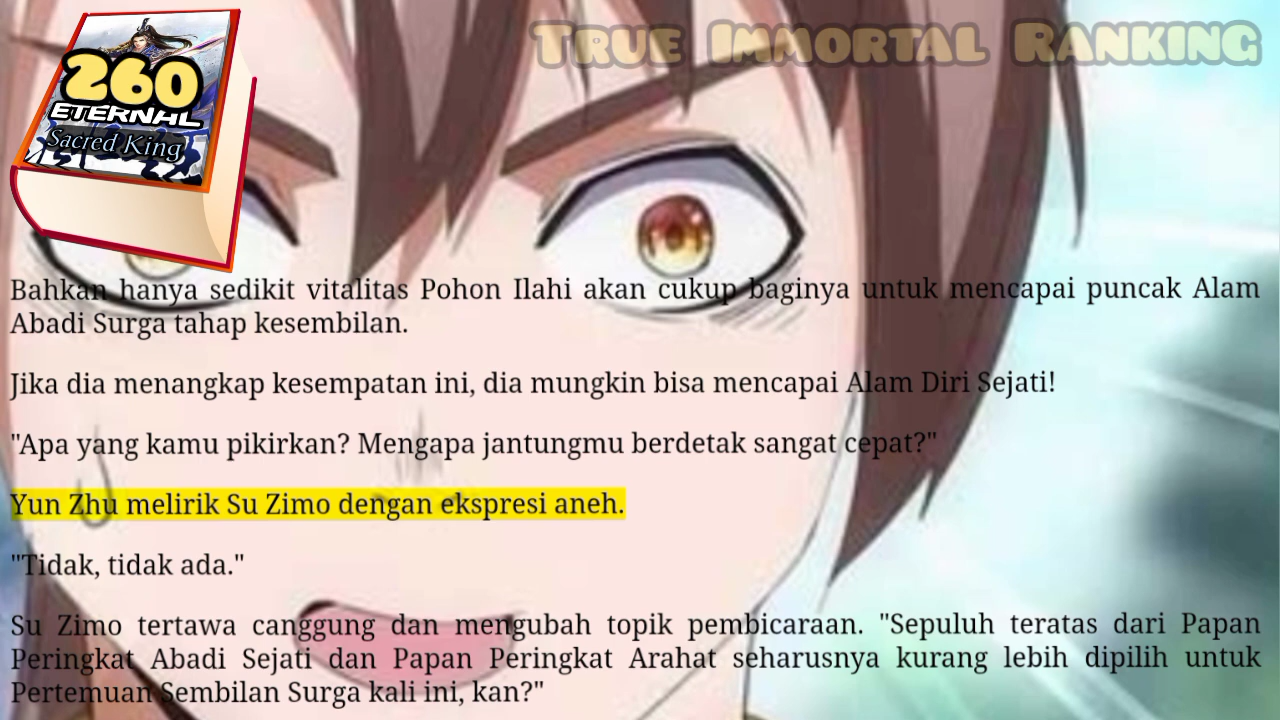 True Immortal Ranking
260
ETERNAL
Sacred King
Bahkan hanya sedikit vitalitas Pohon Ilahi akan cukup baginya untuk mencapai puncak Alam
Abadi Surga tahap kesembilan.
Jika dia menangkap kesempatan ini, dia mungkin bisa mencapai Alam Diri Sejati!
"Apa yang kamu pikirkan? Mengapa jantungmu berdetak sangat cepat?"
Yun Zhu melirik Su Zimo dengan ekspresi aneh.
"Tidak, tidak ada."
Su Zimo tertawa canggung dan mengubah topik pembicaraan. "Sepuluh teratas dari Papan
Peringkat Abadi Sejati dan Papan Peringkat Arahat seharusnya kurang lebih dipilih untuk
Pertemuan Sembilan Surga kali ini, kan?"